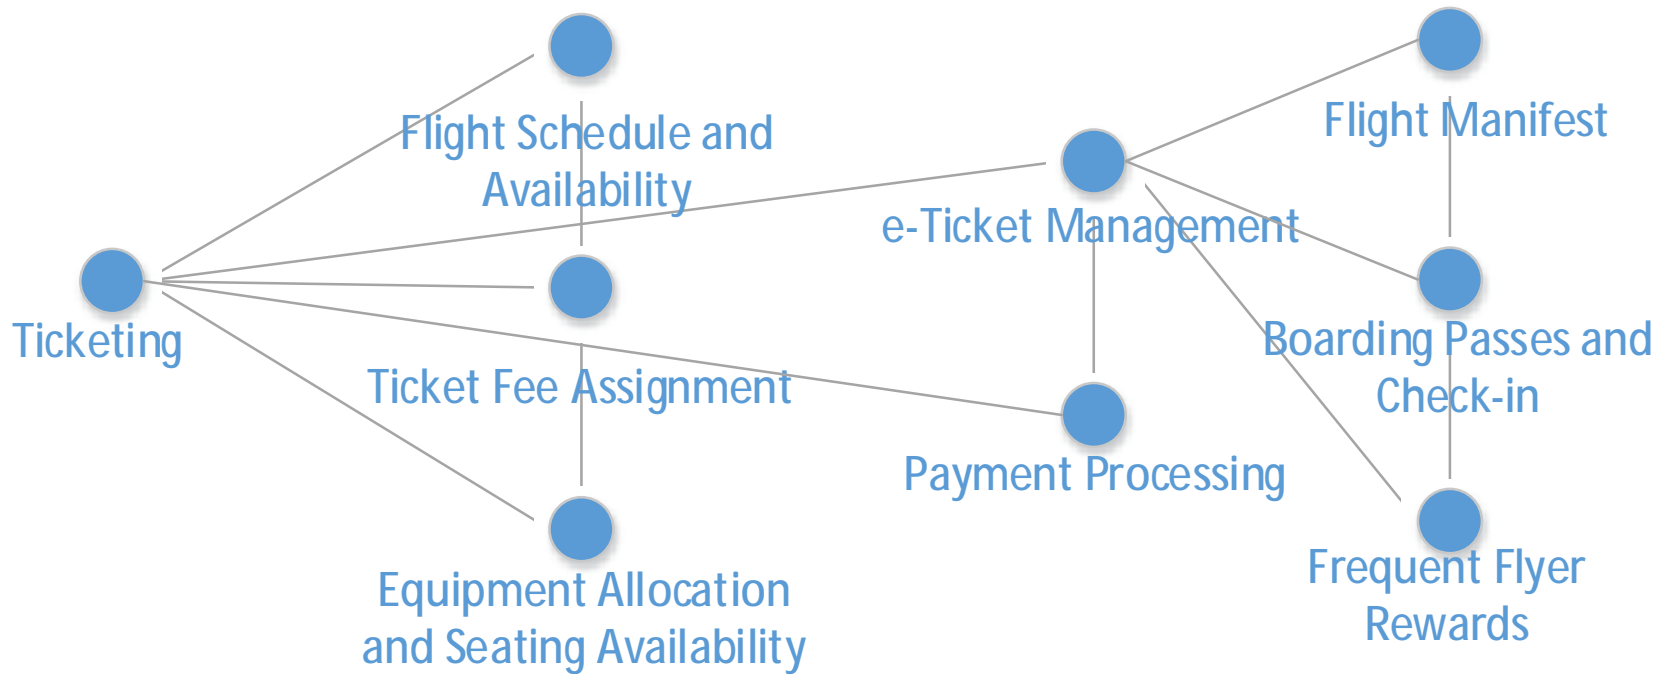 Ticketing
Flight Schedule and
Availability
Ticket Fee Assignment
Equipment Allocation
and Seating Availability
e-Ticket Management
Payment Processing
Flight Manifest
Boarding Passes and
Check-in
Frequent Flyer
Rewards